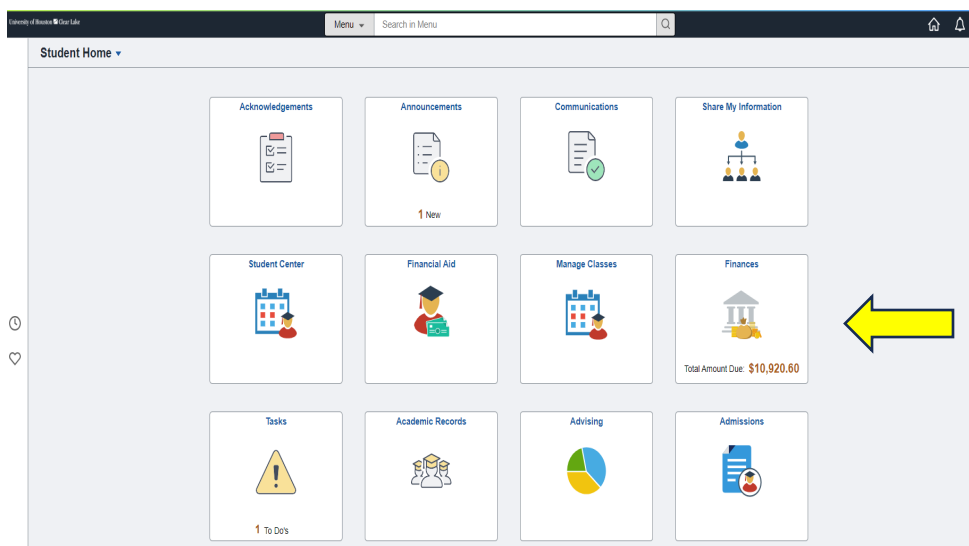 University of Houston Clear Lake
Menu
Search in Menu
Student Home
Acknowledgements
Announcements
1 New
Communications
Share My Information
Student Center
Financial Aid
Manage Classes
Finances
Total Amount Due: $10,920.60
Tasks
1 To Do's
Academic Records
Advising
Admissions